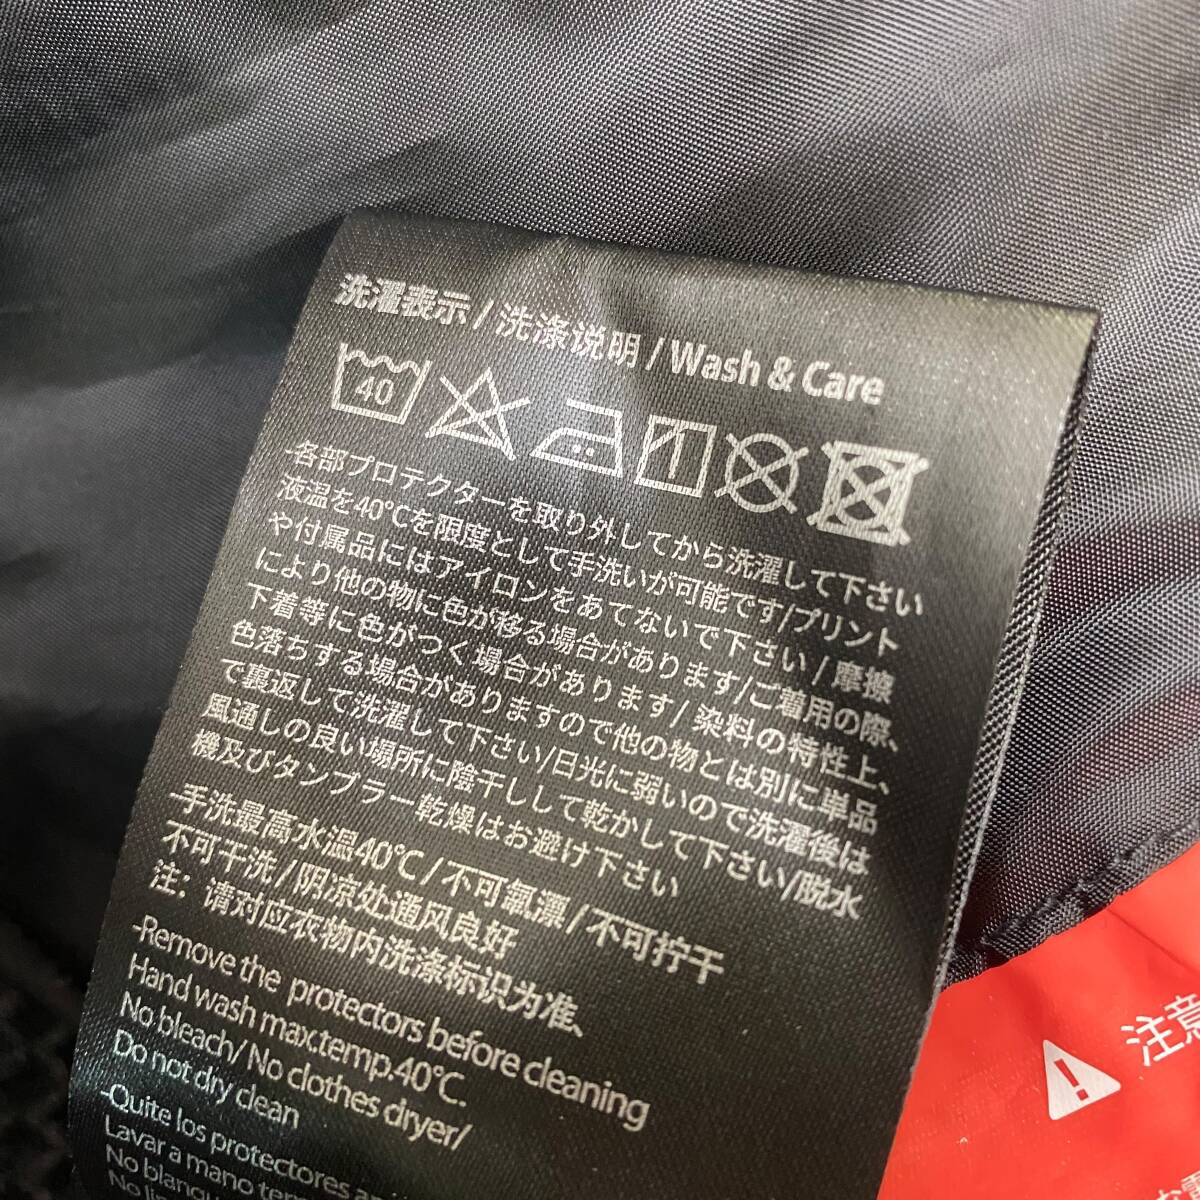 洗濯表示 / 洗涤说明 / Wash & Care
40
-各部プロテクターを取り外してから洗濯して下さい
液温を40℃を限度として手洗いが可能です/プリント
や付属品にはアイロンをあてないで下さい / 摩擦
により他の物に色が移る場合があります/ご着用の際、
下着等に色がつく場合があります/ 染料の特性上、
色落ちする場合がありますので他の物とは別に単品
で裏返して洗濯して下さい/日光に弱いので洗濯後は
風通しの良い場所に陰干しして乾かして下さい/脱水
機及びタンブラー乾燥はお避け下さい
-手洗最高水温40℃/ 不可氯漂/ 不可拧干
不可干洗 / 阴凉处通风良好
注：请对应衣物内洗涤标识为准、
-Remove the protectors before cleaning
Hand wash max.temp.40℃.
No bleach/ No clothes dryer/
Do not dry clean
-Quite los protectores
Lavar a mano
No
No
注意